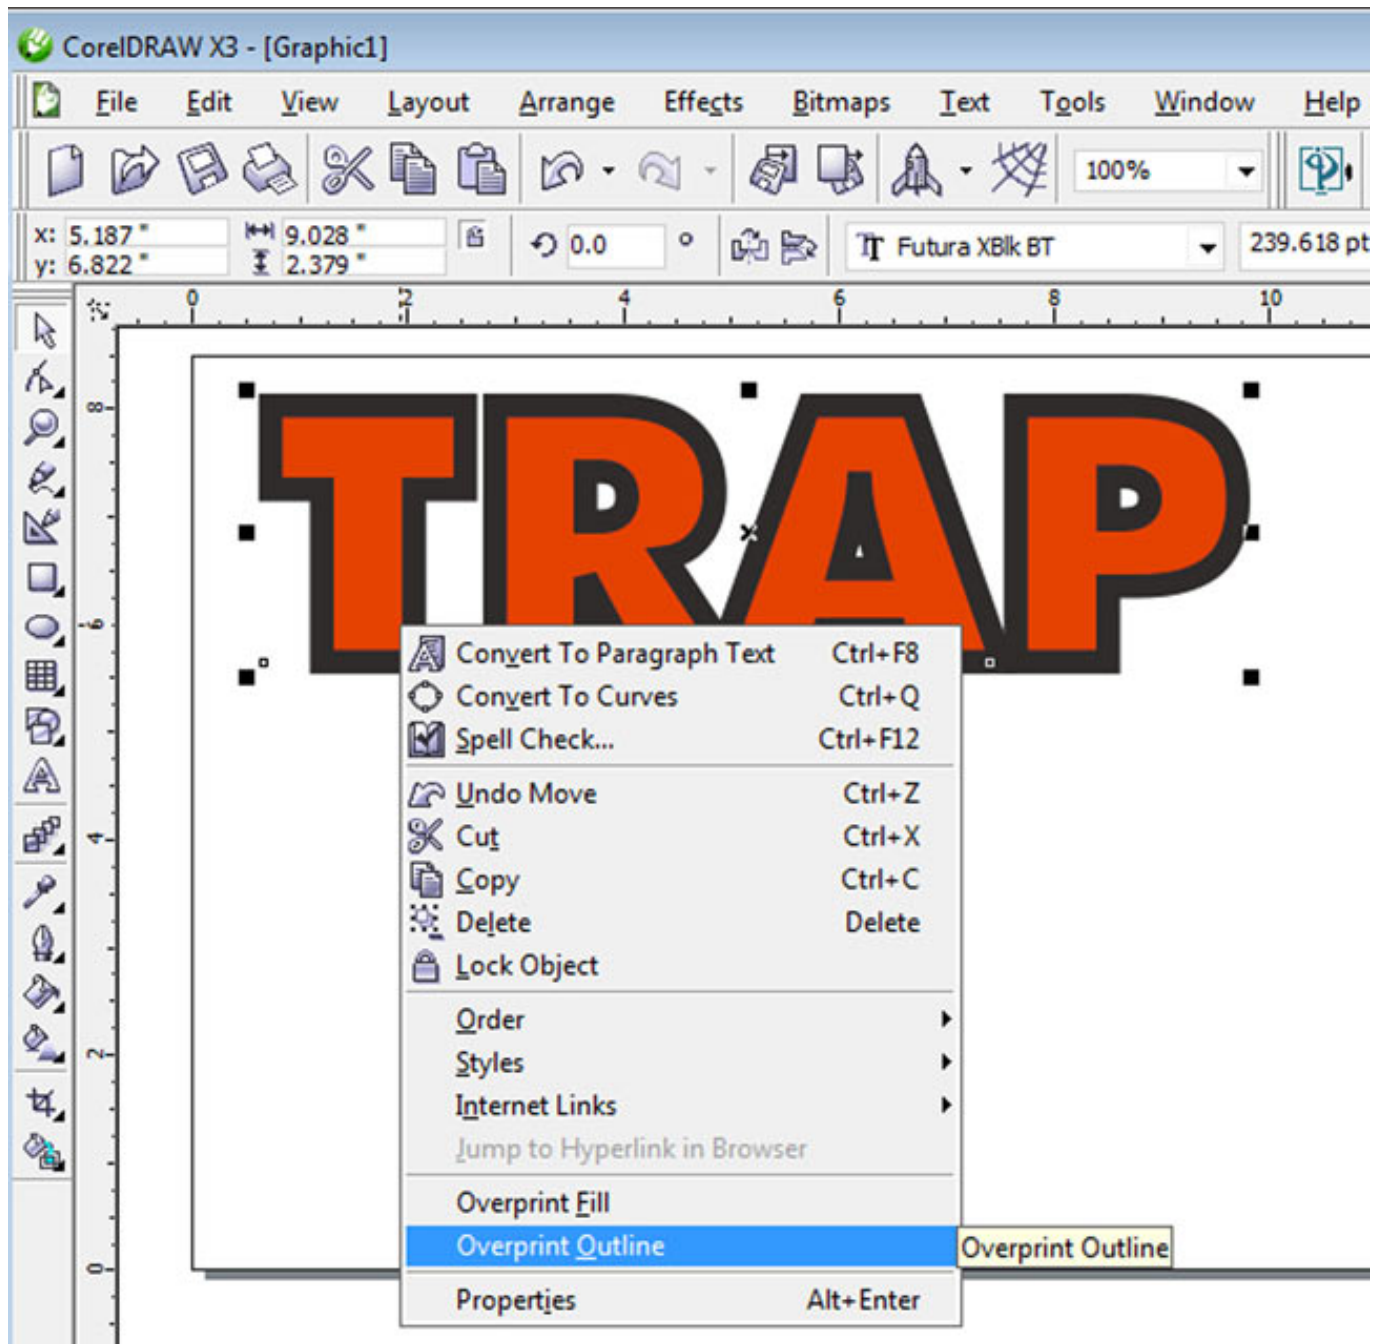 CorelDRAW X3 - [Graphic1]
File Edit View Layout Arrange Effects Bitmaps Text Tools Window Help
100%
x: 5.187 " 9.028 " 0.0 ° Futura XBlk BT 239.618 pt
y: 6.822 " 2.379 "
0 2 4 6 8 10
8
6
4
2
0
TRAP
Convert To Paragraph Text Ctrl+F8
Convert To Curves Ctrl+Q
Spell Check... Ctrl+F12
Undo Move Ctrl+Z
Cut Ctrl+X
Copy Ctrl+C
Delete Delete
Lock Object
Order
Styles
Internet Links
Jump to Hyperlink in Browser
Overprint Fill
Overprint Outline Overprint Outline
Properties Alt+Enter